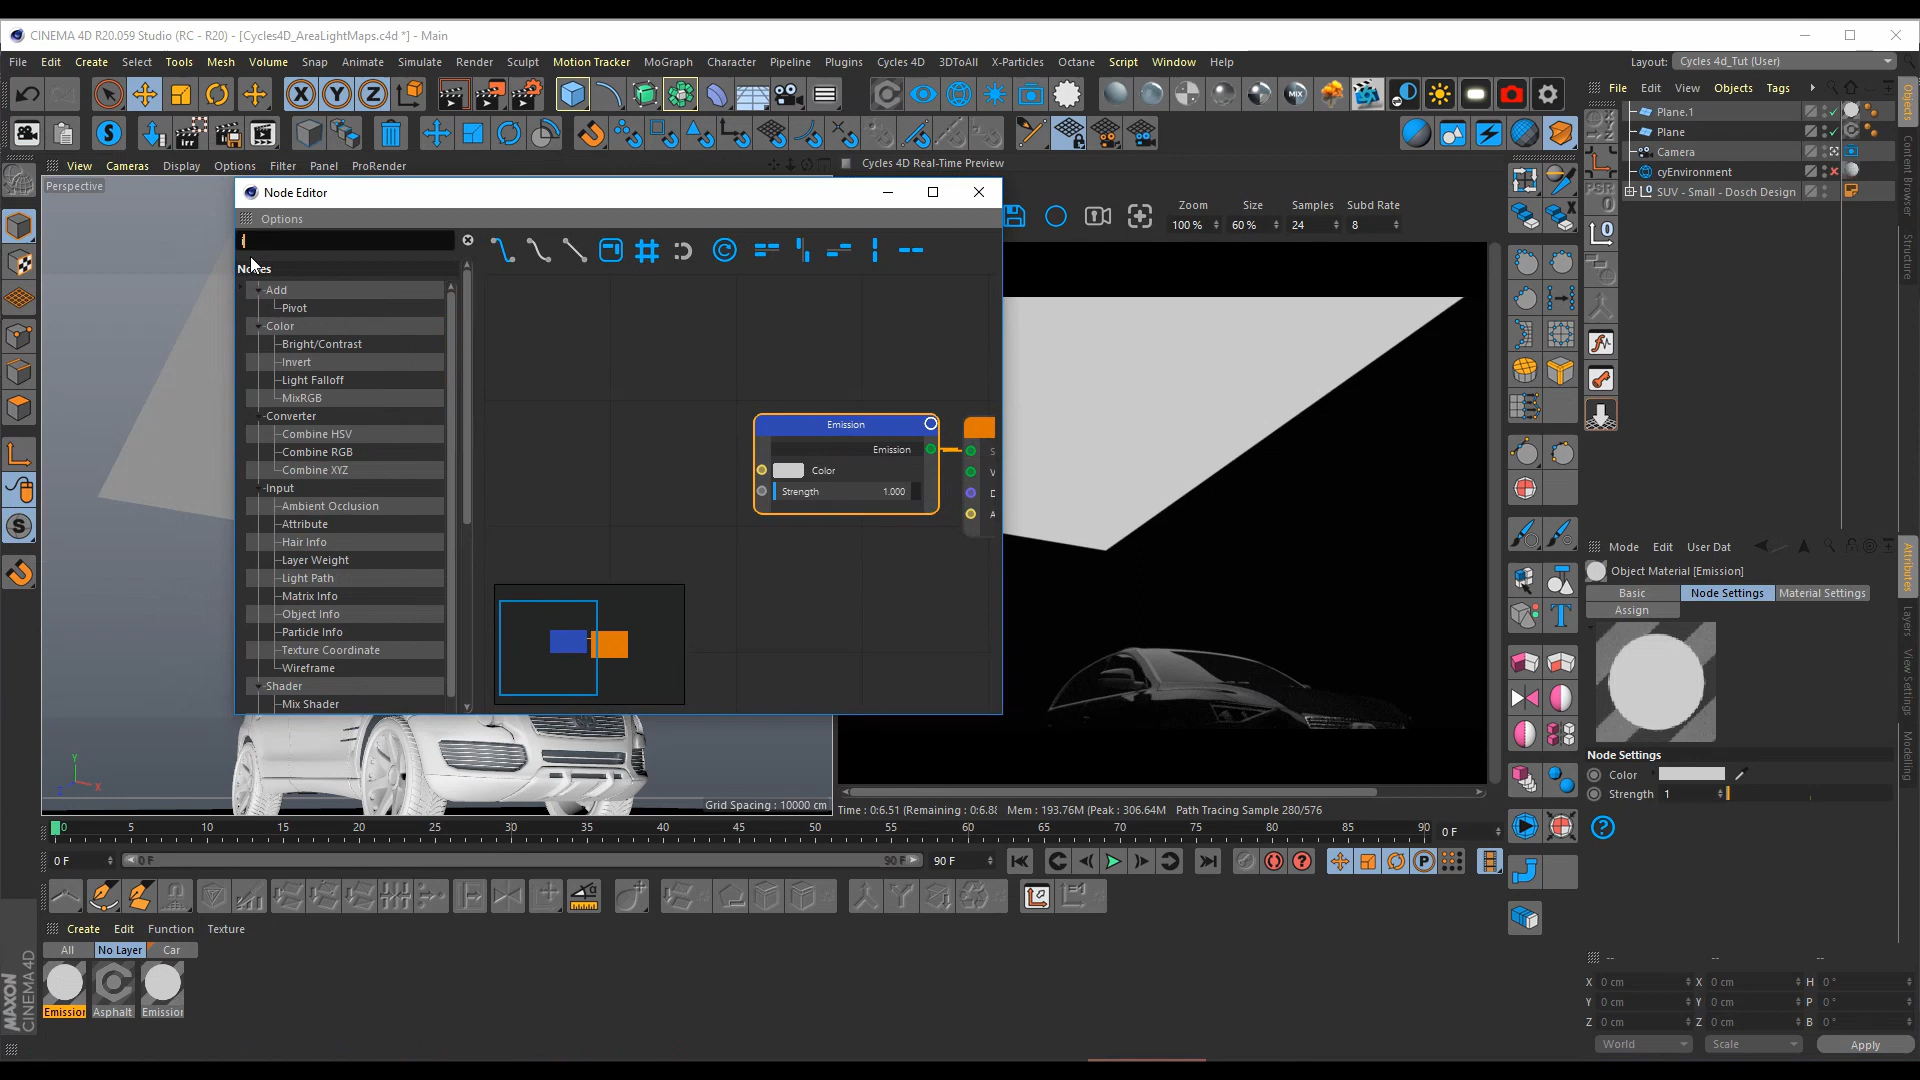 CINEMA 4D R20.059 Studio (RC - R20) - [Cycles4D_AreaLightMaps.c4d *] - Main
File Edit Create Select Tools Mesh Volume Snap Animate Simulate Render Sculpt Motion Tracker MoGraph Character Pipeline Plugins Cycles 4D 3DToAll X-Particles Octane Script Window Help
Layout: Cycles 4d_Tut (User)
File Edit View Objects Tags
Plane.1
Plane
Camera
cyEnvironment
SUV - Small - Dosch Design
Objects
Content Browser
Structure
View Cameras Display Options Filter Panel ProRender
Perspective
Cycles 4D Real-Time Preview
Zoom Size Samples Subd Rate
100 % 60 % 24 8
Node Editor
Options
Nodes
Add
Pivot
Color
Bright/Contrast
Invert
Light Falloff
MixRGB
Converter
Combine HSV
Combine RGB
Combine XYZ
Input
Ambient Occlusion
Attribute
Hair Info
Layer Weight
Light Path
Matrix Info
Object Info
Particle Info
Texture Coordinate
Wireframe
Shader
Mix Shader
Emission
Emission
Color
Strength 1.000
S
V
D
A
Grid Spacing : 10000 cm
Time : 0:6.51 (Remaining : 0:6.88 Mem : 193.76M (Peak : 306.64M Path Tracing Sample 280/576
0 5 10 15 20 25 30 35 40 45 50 55 60 65 70 75 80 85 90 0 F
0 F 0 F 90 F 90 F
Create Edit Function Texture
All No Layer Car
Emission Asphalt Emission
MAXON CINEMA 4D
Mode Edit User Dat
Object Material [Emission]
Basic Node Settings Material Settings
Assign
Node Settings
Color
Strength 1
Attributes
Layers
View Settings
Modelling
-- -- --
X 0 cm X 0 cm H 0 °
Y 0 cm Y 0 cm P 0 °
Z 0 cm Z 0 cm B 0 °
World Scale Apply